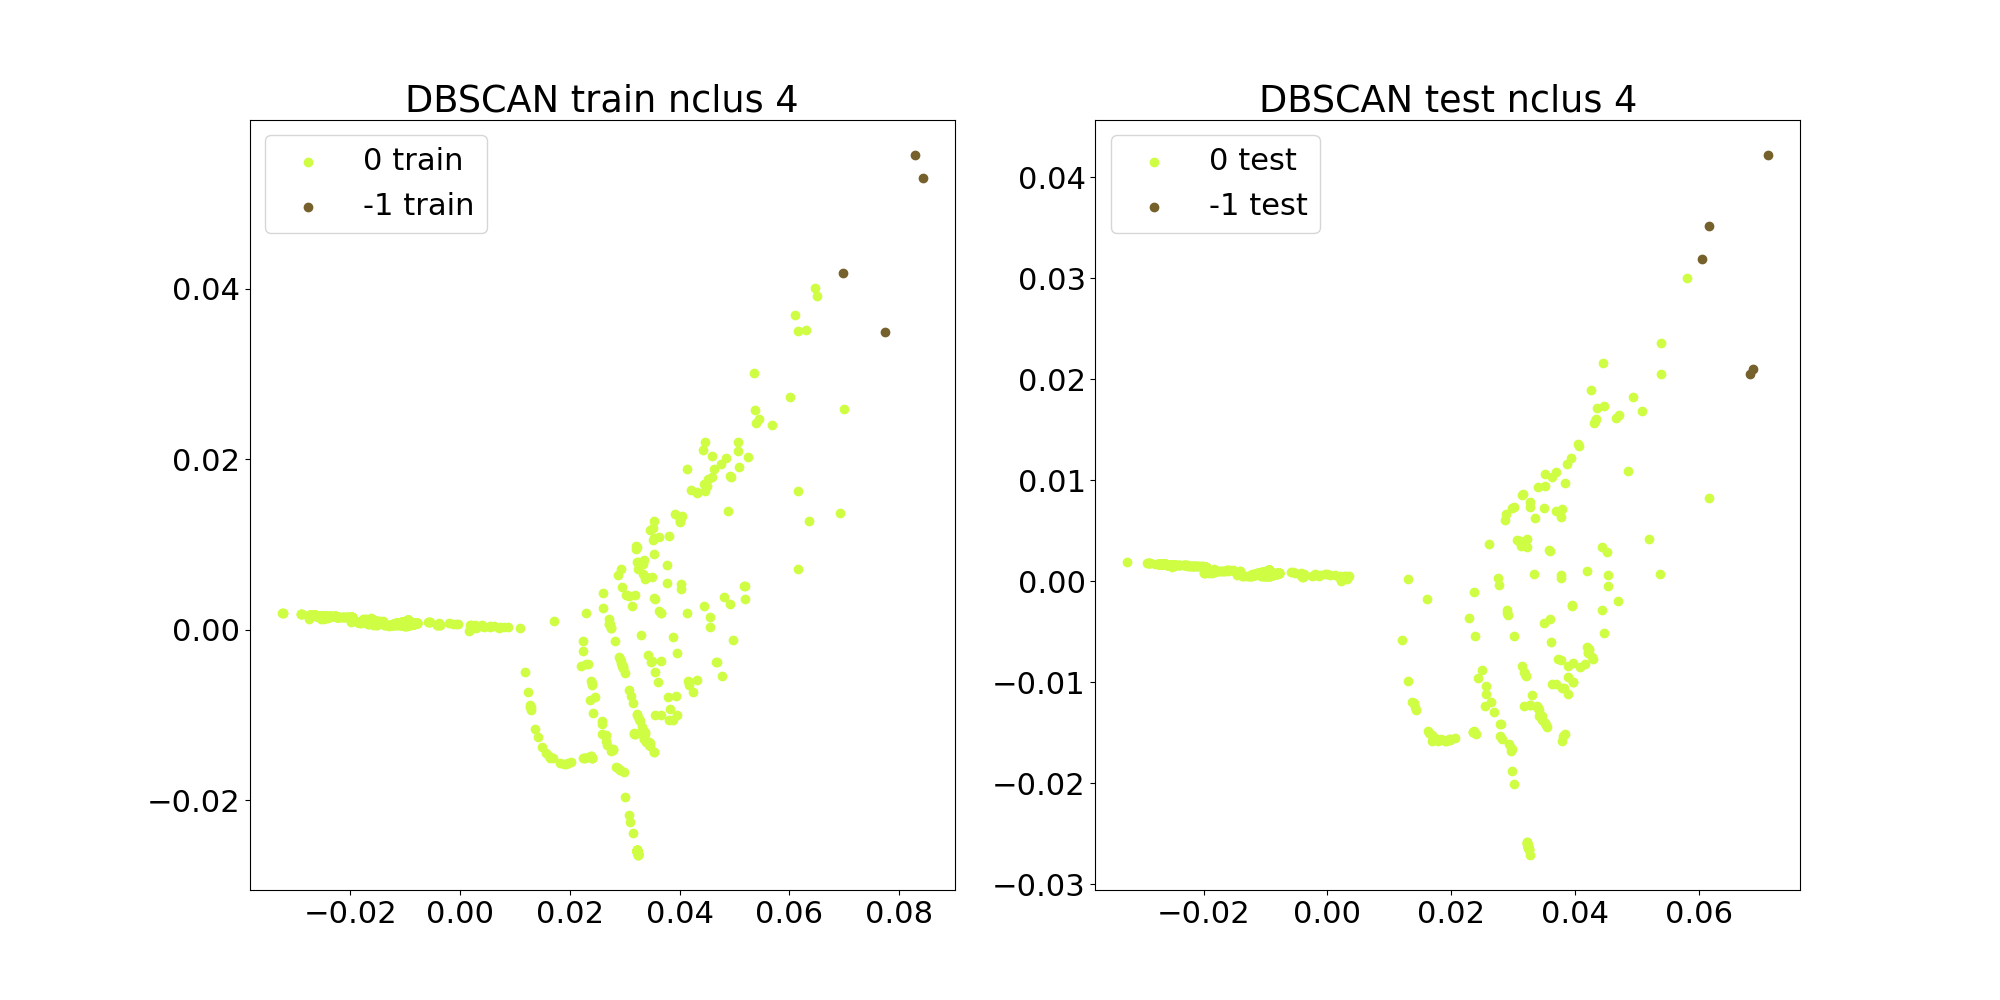 DBSCAN train nclus 4
0 train
-1 train
0.04
0.02
0.00
−0.02
−0.02 0.00 0.02 0.04 0.06 0.08
DBSCAN test nclus 4
0 test
-1 test
0.04
0.03
0.02
0.01
0.00
−0.01
−0.02
−0.03
−0.02 0.00 0.02 0.04 0.06